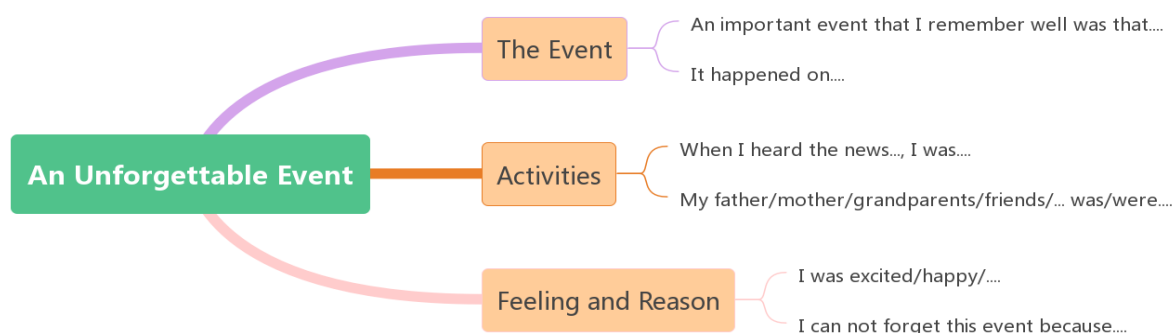 An Unforgettable Event
The Event
An important event that I remember well was that....
It happened on....
Activities
When I heard the news..., I was....
My father/mother/grandparents/friends/... was/were....
Feeling and Reason
I was excited/happy/....
I can not forget this event because....